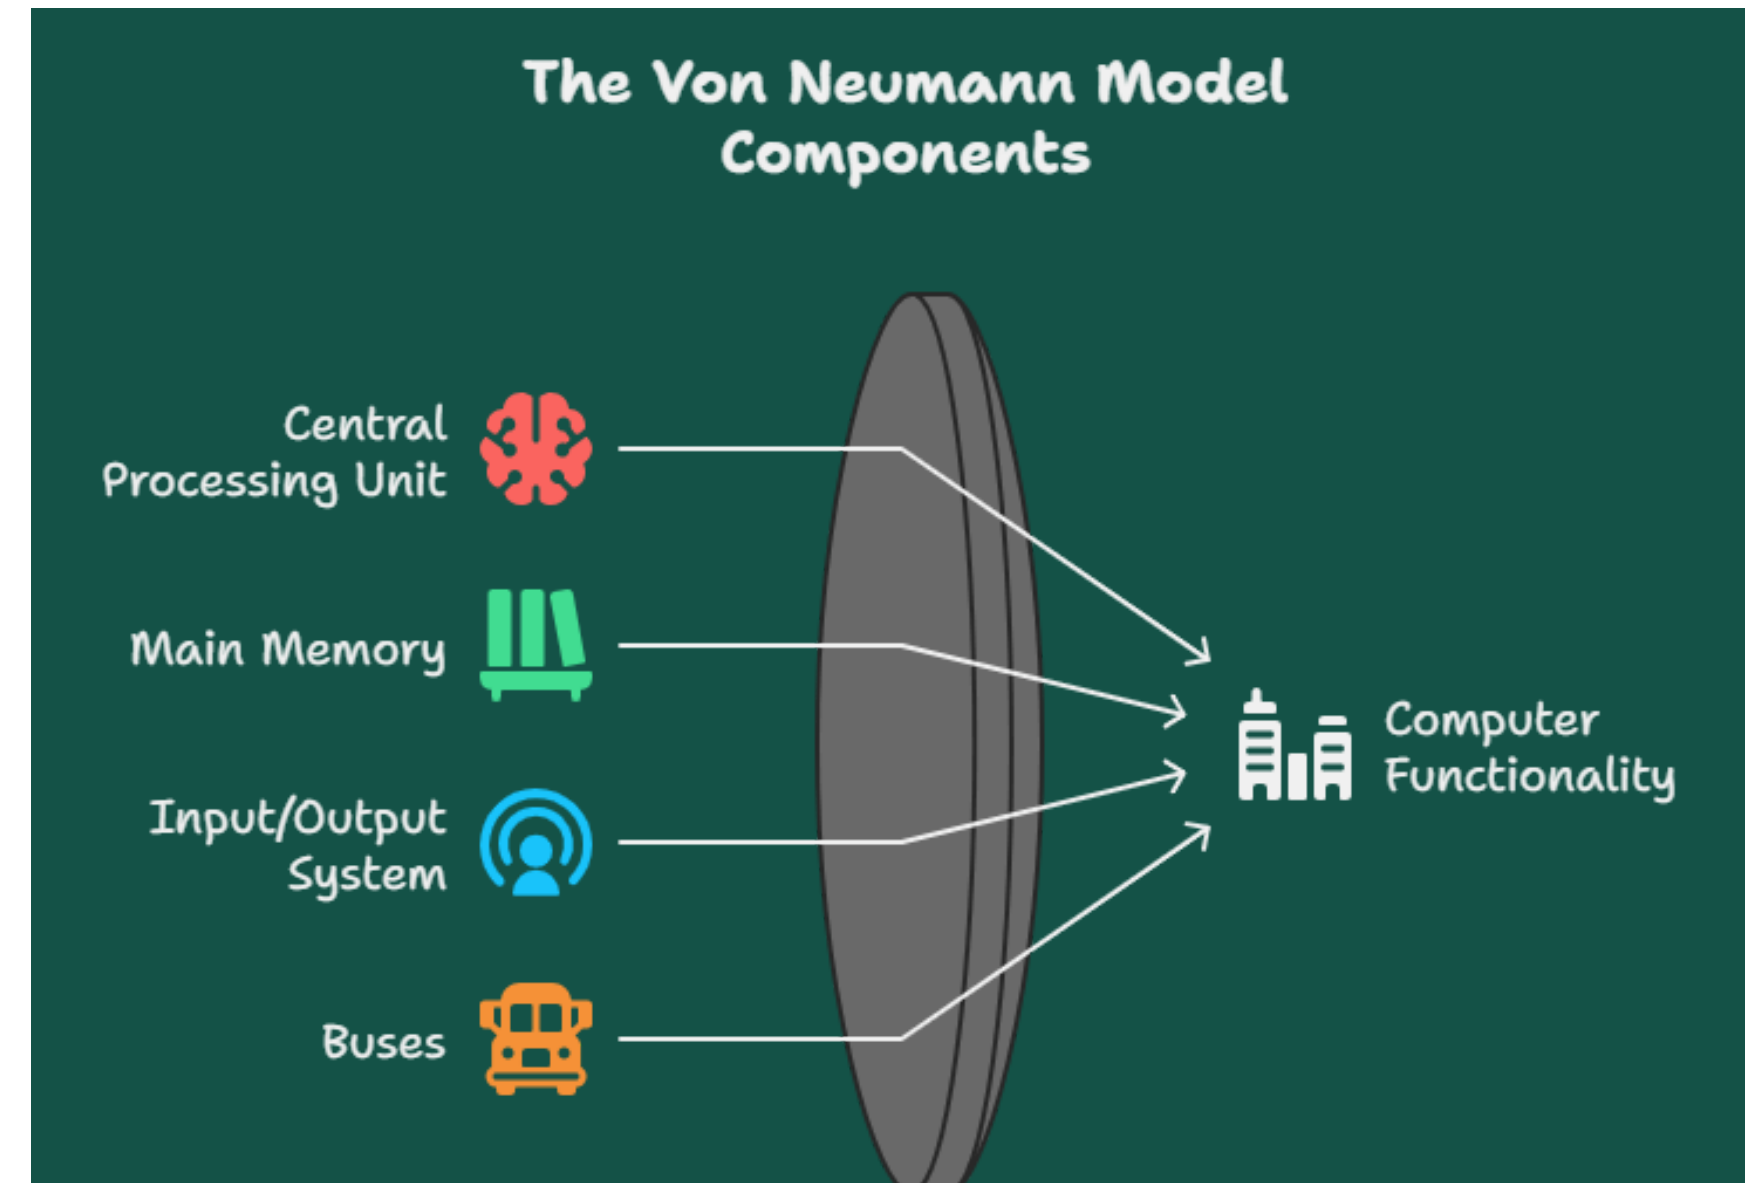 The Von Neumann Model
Components
Central
Processing Unit
Main Memory
Input/Output
System
Buses
Computer
Functionality